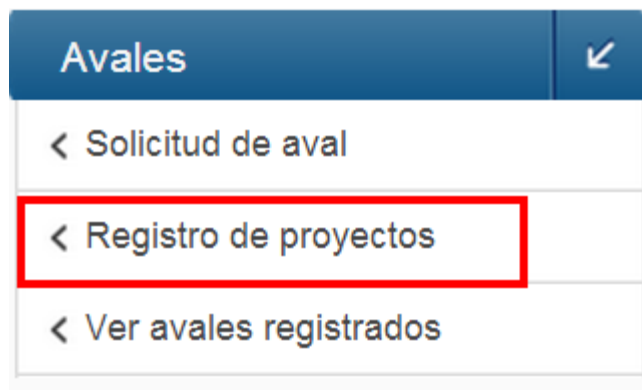 Avales
Solicitud de aval
Registro de proyectos
Ver avales registrados